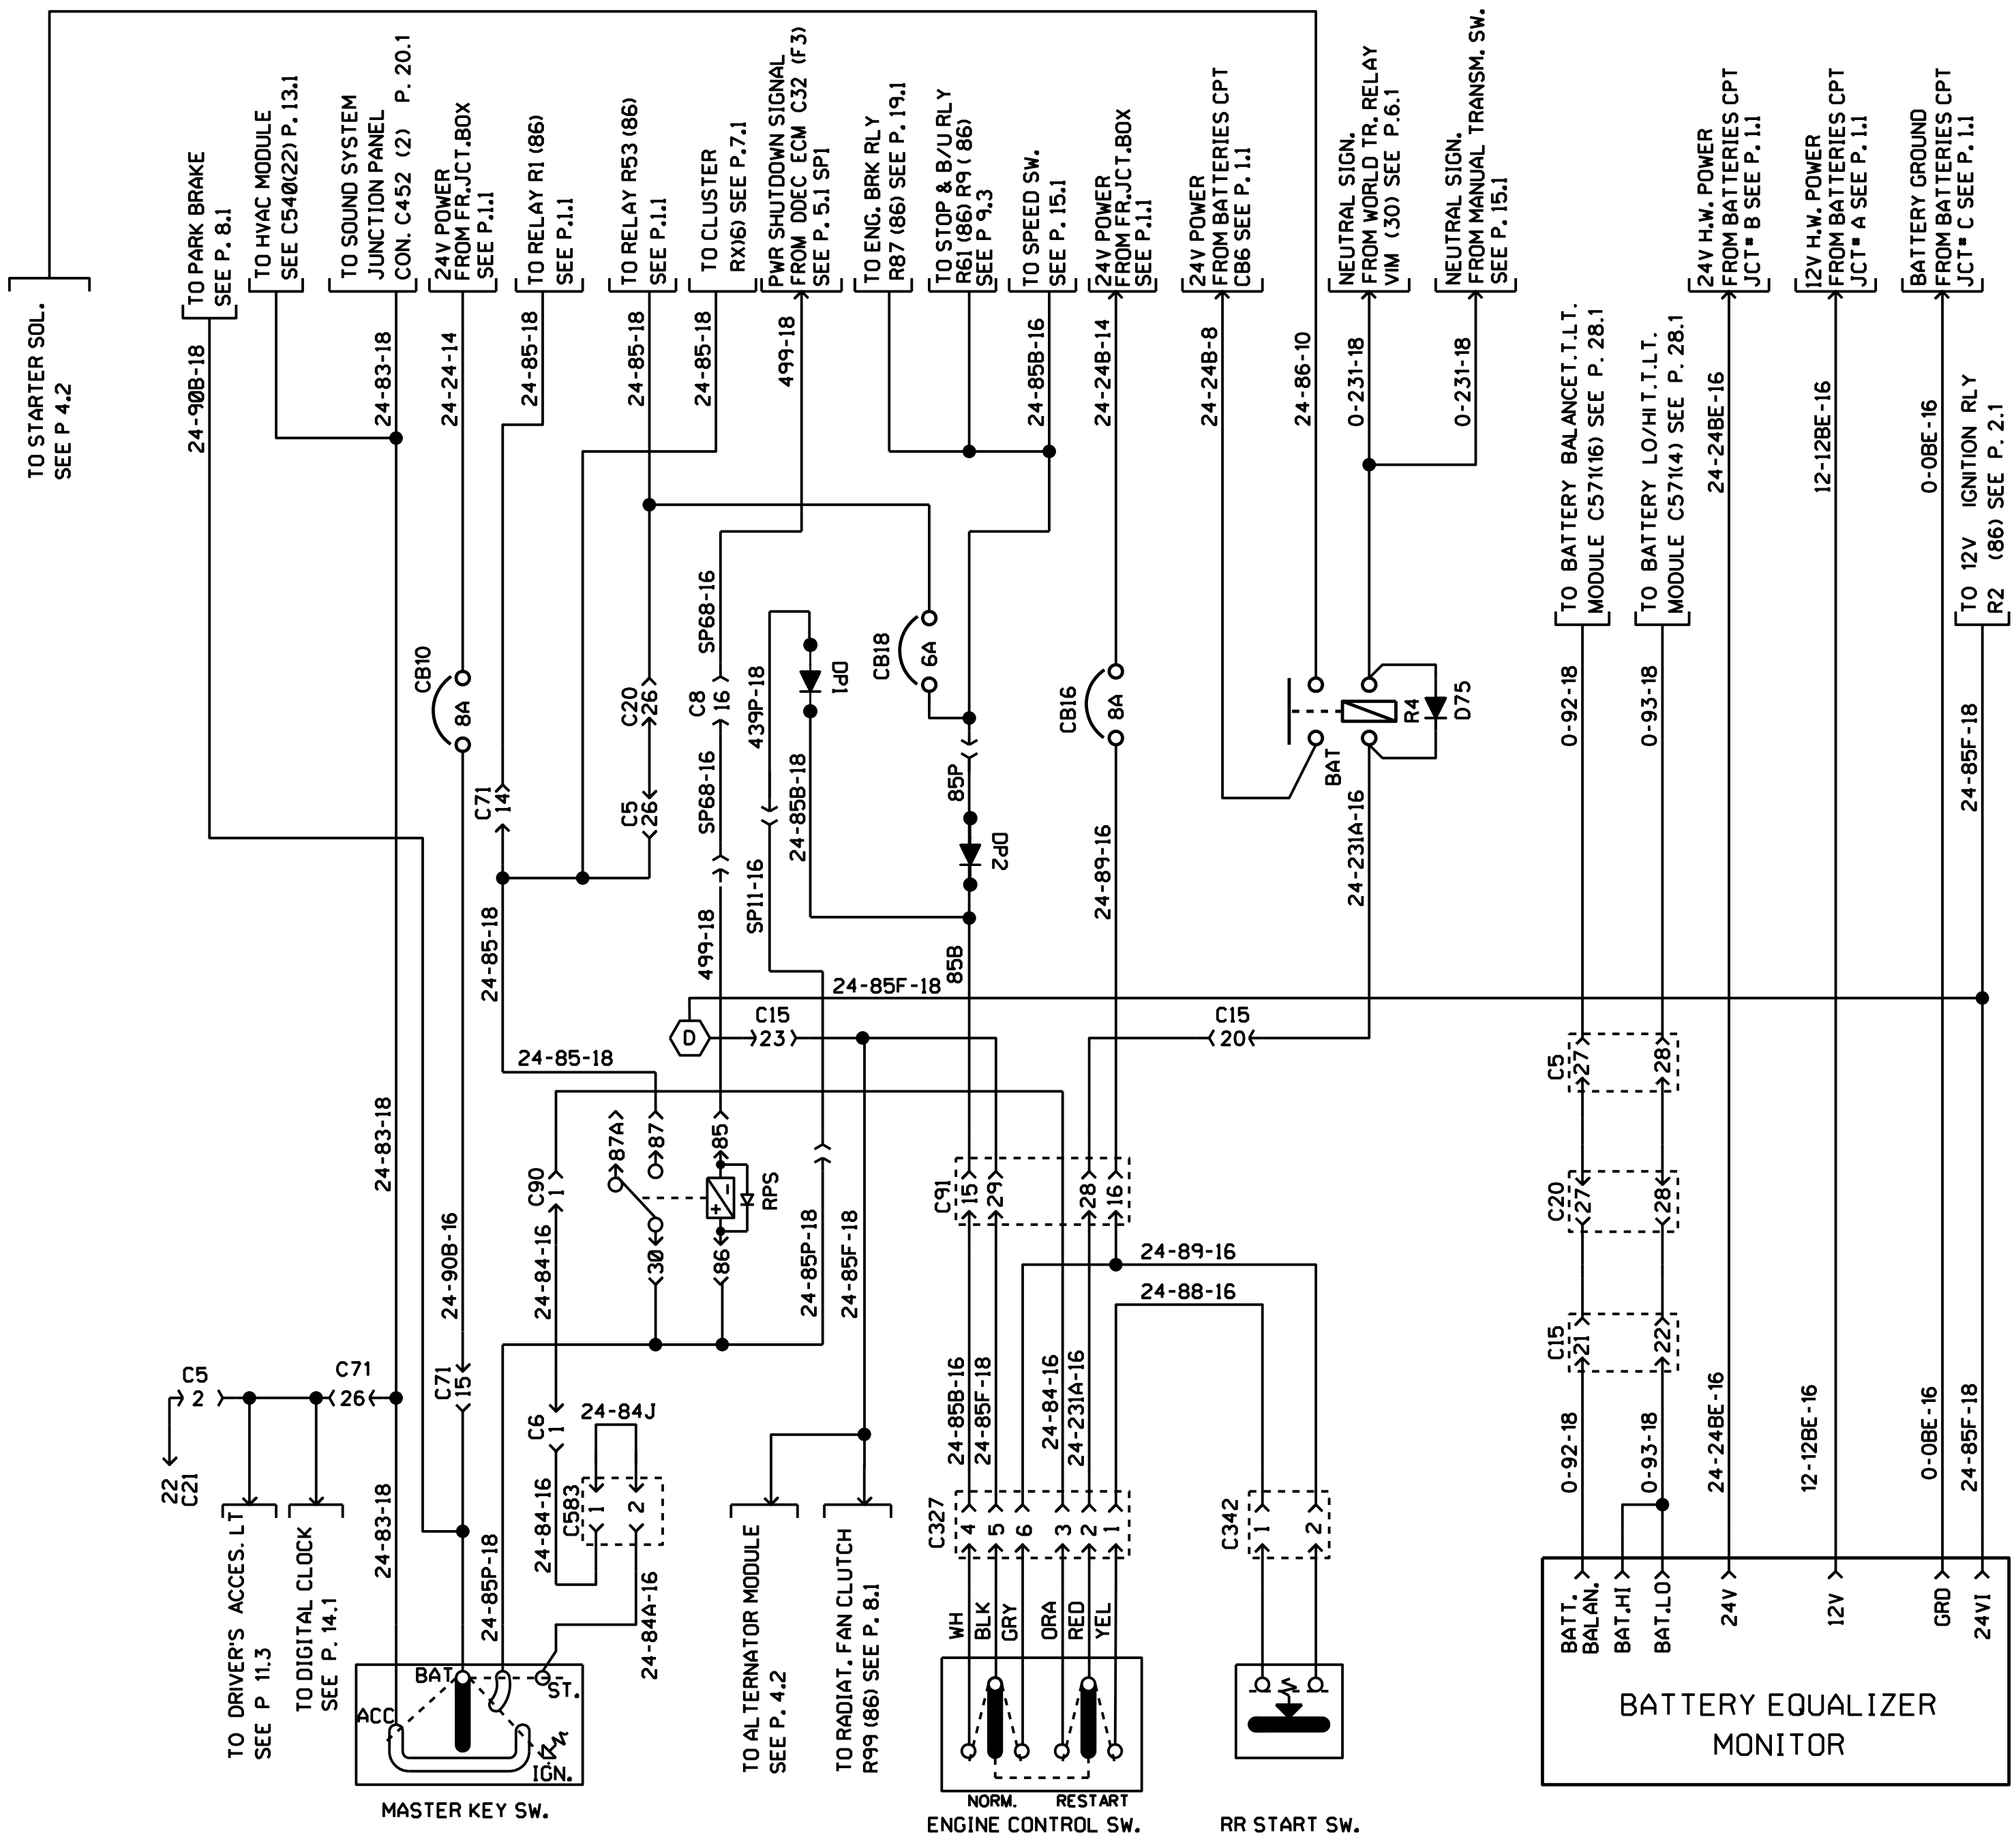 TO STARTER SOL.
SEE P 4.2
TO PARK BRAKE
SEE P. 8.1
TO HVAC MODULE
SEE C540(22) P. 13.1
TO SOUND SYSTEM
JUNCTION PANEL
CON. C452 (2) P. 20.1
24V POWER
FROM FR.JCT.BOX
SEE P.1.1
TO RELAY R1 (86)
SEE P.1.1
TO RELAY R53 (86)
SEE P.1.1
TO CLUSTER
RX)6) SEE P.7.1
PWR SHUTDOWN SIGNAL
FROM DDEC ECM C32 (F3)
SEE P. 5.1 SP1
TO ENG. BRK RLY
R87 (86) SEE P. 19.1
TO STOP & B/U RLY
R61 (86) R9 ( 86)
SEE P 9.3
TO SPEED SW.
SEE P. 15.1
24V POWER
FROM FR.JCT.BOX
SEE P.1.1
24V POWER
FROM BATTERIES CPT
CB6 SEE P. 1.1
NEUTRAL SIGN.
FROM WORLD TR. RELAY
VIM (30) SEE P.6.1
NEUTRAL SIGN.
FROM MANUAL TRANSM. SW.
SEE P. 15.1
TO BATTERY BALANCET.T.LT.
MODULE C571(16) SEE P. 28.1
TO BATTERY LO/HI T.T.LT.
MODULE C571(4) SEE P. 28.1
24V H.W. POWER
FROM BATTERIES CPT
JCT# B SEE P. 1.1
12V H.W. POWER
FROM BATTERIES CPT
JCT# A SEE P. 1.1
BATTERY GROUND
FROM BATTERIES CPT
JCT# C SEE P. 1.1
TO 12V IGNITION RLY
R2 (86) SEE P. 2.1
24-90B-18
24-83-18
24-24-14
24-85-18
24-85-18
24-85-18
499-18
24-85B-16
24-24B-14
24-24B-8
24-86-10
0-231-18
0-231-18
24-24BE-16
12-12BE-16
0-0BE-16
CB10
8A
C71
14
C20
26
C5
26
SP68-16
C8
16
SP68-16
439P-18
DP1
24-85B-18
SP11-16
CB18
6A
85P
DP2
85B
CB16
8A
24-89-16
BAT
R4
D75
24-231A-16
0-92-18
0-93-18
24-85F-18
24-85-18
499-18
24-85F-18
D
C15
23
C15
20
24-85-18
C5
27
28
24-83-18
87A
87
85
RPS
30
86
C90
1
24-84-16
24-90B-16
24-85P-18
24-85F-18
C91
15
29
28
16
C20
27
28
24-89-16
24-88-16
C15
21
22
C5
2
C71
26
C71
15
22
C21
C6
1
24-84J
C583
1
2
24-84-16
24-84A-16
24-85B-16
24-85F-18
24-84-16
24-231A-16
24-83-18
24-85P-18
TO DRIVER'S ACCES. LT
SEE P 11.3
TO DIGITAL CLOCK
SEE P. 14.1
TO ALTERNATOR MODULE
SEE P. 4.2
TO RADIAT. FAN CLUTCH
R99 (86) SEE P. 8.1
C327
4
5
6
3
2
1
C342
1
2
WH
BLK
GRY
ORA
RED
YEL
0-92-18
0-93-18
24-24BE-16
12-12BE-16
0-0BE-16
24-85F-18
BAT
ST.
ACC
IGN.
MASTER KEY SW.
NORM.
RESTART
ENGINE CONTROL SW.
RR START SW.
BATT.
BALAN.
BAT.HI
BAT.LO
24V
12V
GRD
24VI
BATTERY EQUALIZER
MONITOR